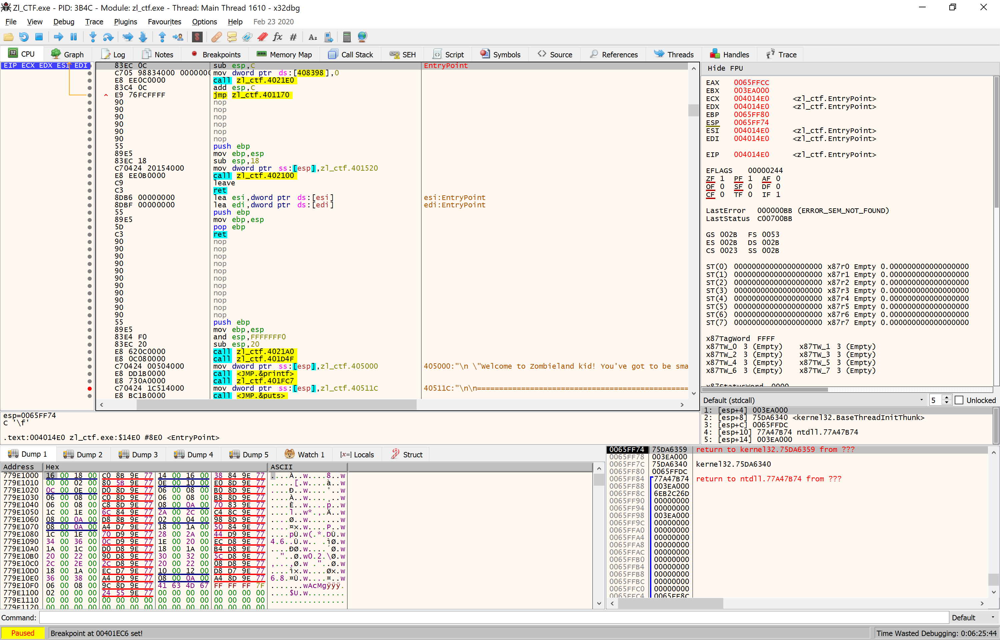 Zl_CTF.exe - PID: 3B4C - Module: zl_ctf.exe - Thread: Main Thread 1610 - x32dbg
File View Debug Trace Plugins Favourites Options Help Feb 23 2020
CPU Graph Log Notes Breakpoints Memory Map Call Stack SEH Script Symbols Source References Threads Handles Trace
EIP ECX EDX ESI EDI
83EC 0C sub esp,C EntryPoint
C705 98834000 0000000 mov dword ptr ds:[408398],0
E8 EE0C0000 call zl_ctf.4021E0
83C4 0C add esp,C
E9 76FCFFFF jmp zl_ctf.401170
90 nop
90 nop
90 nop
90 nop
90 nop
90 nop
55 push ebp
89E5 mov ebp,esp
83EC 18 sub esp,18
C70424 20154000 mov dword ptr ss:[esp],zl_ctf.401520
E8 EE0B0000 call zl_ctf.402100
C9 leave
C3 ret
8DB6 00000000 lea esi,dword ptr ds:[esi] esi:EntryPoint
8DBF 00000000 lea edi,dword ptr ds:[edi] edi:EntryPoint
55 push ebp
89E5 mov ebp,esp
5D pop ebp
C3 ret
90 nop
90 nop
90 nop
90 nop
90 nop
90 nop
90 nop
90 nop
90 nop
90 nop
90 nop
55 push ebp
89E5 mov ebp,esp
83E4 F0 and esp,FFFFFFF0
83EC 20 sub esp,20
E8 620C0000 call zl_ctf.4021A0
E8 0C080000 call zl_ctf.401D4F
C70424 00504000 mov dword ptr ss:[esp],zl_ctf.405000 405000:"\n \"Welcome to Zombieland kid! You've got to be sma
E8 DD1B0000 call <JMP.&printf>
E8 730A0000 call zl_ctf.401FC7
C70424 1C514000 mov dword ptr ss:[esp],zl_ctf.40511C 40511C:"\n\n================================================
E8 BC1B0000 call <JMP.&puts>
Hide FPU
EAX 0065FFCC
EBX 003EA000
ECX 004014E0 <zl_ctf.EntryPoint>
EDX 004014E0 <zl_ctf.EntryPoint>
EBP 0065FF80
ESP 0065FF74
ESI 004014E0 <zl_ctf.EntryPoint>
EDI 004014E0 <zl_ctf.EntryPoint>
EIP 004014E0 <zl_ctf.EntryPoint>
EFLAGS 00000244
ZF 1 PF 1 AF 0
OF 0 SF 0 DF 0
CF 0 TF 0 IF 1
LastError 000000BB (ERROR_SEM_NOT_FOUND)
LastStatus C00700BB
GS 002B FS 0053
ES 002B DS 002B
CS 0023 SS 002B
ST(0) 00000000000000000000 x87r0 Empty 0.000000000000000000
ST(1) 00000000000000000000 x87r1 Empty 0.000000000000000000
ST(2) 00000000000000000000 x87r2 Empty 0.000000000000000000
ST(3) 00000000000000000000 x87r3 Empty 0.000000000000000000
ST(4) 00000000000000000000 x87r4 Empty 0.000000000000000000
ST(5) 00000000000000000000 x87r5 Empty 0.000000000000000000
ST(6) 00000000000000000000 x87r6 Empty 0.000000000000000000
ST(7) 00000000000000000000 x87r7 Empty 0.000000000000000000
x87TagWord FFFF
x87TW_0 3 (Empty) x87TW_1 3 (Empty)
x87TW_2 3 (Empty) x87TW_3 3 (Empty)
x87TW_4 3 (Empty) x87TW_5 3 (Empty)
x87TW_6 3 (Empty) x87TW_7 3 (Empty)
x87StatusWord 0000
Default (stdcall) 5 Unlocked
1: [esp+4] 003EA000
2: [esp+8] 75DA6340 <kernel32.BaseThreadInitThunk>
3: [esp+C] 0065FFDC
4: [esp+10] 77A47B74 ntdll.77A47B74
5: [esp+14] 003EA000
esp=0065FF74
C '\f'
.text:004014E0 zl_ctf.exe:$14E0 #8E0 <EntryPoint>
Dump 1 Dump 2 Dump 3 Dump 4 Dump 5 Watch 1 [x=] Locals Struct
Address Hex ASCII
779E1000 16 00 18 00 C0 8B 9E 77 14 00 16 00 38 84 9E 77 ....À..w....8..w
779E1010 00 00 02 00 80 5B 9E 77 0E 00 10 00 E0 8D 9E 77 .....[.w....à..w
779E1020 0C 00 0E 00 D0 8D 9E 77 06 00 08 00 B0 8D 9E 77 ....Ð..w....°..w
779E1030 06 00 08 00 C0 8D 9E 77 06 00 08 00 B8 8D 9E 77 ....À..w....¸..w
779E1040 06 00 08 00 C8 8D 9E 77 08 00 0A 00 70 83 9E 77 ....È..w....p..w
779E1050 1C 00 1E 00 6C 84 9E 77 2A 00 2C 00 C4 8C 9E 77 ....l..w*.,.Ä..w
779E1060 08 00 0A 00 D8 8B 9E 77 02 00 04 00 98 8D 9E 77 ....Ø..w.......w
779E1070 08 00 0A 00 A4 D7 9E 77 18 00 1A 00 50 84 9E 77 ....¤×.w....P..w
779E1080 1C 00 1E 00 70 D9 9E 77 28 00 2A 00 44 D9 9E 77 ....pÙ.w(.*.DÙ.w
779E1090 34 00 36 00 0C D9 9E 77 1E 00 20 00 EC D8 9E 77 4.6..Ù.w.. .ìØ.w
779E10A0 1A 00 1C 00 D0 D8 9E 77 18 00 1A 00 B4 D8 9E 77 ....ÐØ.w....´Ø.w
779E10B0 20 00 22 00 90 D8 9E 77 30 00 32 00 5C D8 9E 77  ."..Ø.w0.2.\Ø.w
779E10C0 2C 00 2E 00 2C D8 9E 77 20 00 22 00 08 D8 9E 77 ,...,Ø.w ."..Ø.w
779E10D0 18 00 1A 00 EC D7 9E 77 10 00 12 00 D8 D7 9E 77 ....ì×.w....Ø×.w
779E10E0 36 00 38 00 A4 D9 9E 77 08 00 0A 00 A4 8D 9E 77 6.8.¤Ù.w....¤..w
779E10F0 06 00 08 00 9C 8D 9E 77 41 63 4D 67 FF FF FF 7F .......wAcMgÿÿÿ.
779E1100 02 00 00 00 24 55 9E 77 00 00 00 00 00 00 00 00 ....$U.w........
779E1110 00 00 00 00 00 00 00 00 00 00 00 00 00 00 00 00 ................
779E1120 00 00 00 00 00 00 00 00 00 00 00 00 00 00 00 00
0065FF74 75DA6359 return to kernel32.75DA6359 from ???
0065FF78 003EA000
0065FF7C 75DA6340 kernel32.75DA6340
0065FF80 0065FFDC
0065FF84 77A47B74 return to ntdll.77A47B74 from ???
0065FF88 003EA000
0065FF8C 6EB2C26D
0065FF90 00000000
0065FF94 00000000
0065FF98 003EA000
0065FF9C 00000000
0065FFA0 00000000
0065FFA4 00000000
0065FFA8 00000000
0065FFAC 00000000
0065FFB0 00000000
0065FFB4 00000000
0065FFB8 00000000
0065FFBC 00000000
0065FFC0 00000000
0065FFC4 0065FF8C
Command: Default
Paused Breakpoint at 00401EC6 set! Time Wasted Debugging: 0:06:25:44